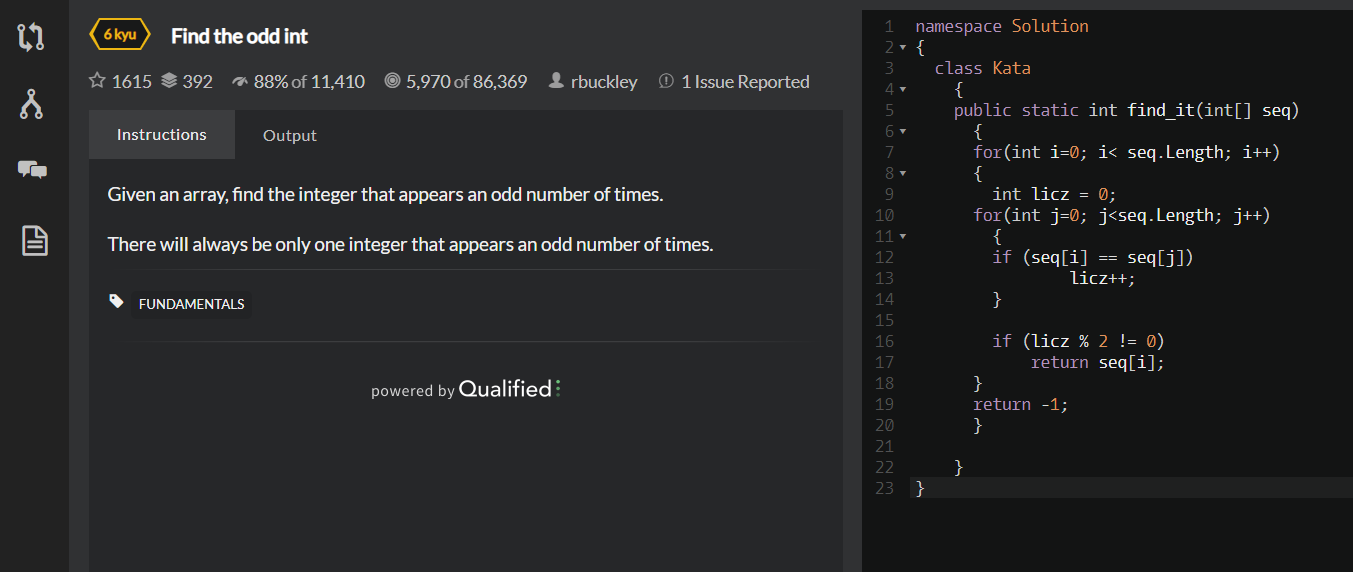 6 kyu Find the odd int
1615 392 88% of 11,410 5,970 of 86,369 rbuckley 1 Issue Reported
Instructions Output
Given an array, find the integer that appears an odd number of times.
There will always be only one integer that appears an odd number of times.
FUNDAMENTALS
powered by Qualified
1 namespace Solution
2 {
3 class Kata
4 {
5 public static int find_it(int[] seq)
6 {
7 for(int i=0; i< seq.Length; i++)
8 {
9 int licz = 0;
10 for(int j=0; j<seq.Length; j++)
11 {
12 if (seq[i] == seq[j])
13 licz++;
14 }
15
16 if (licz % 2 != 0)
17 return seq[i];
18 }
19 return -1;
20 }
21
22 }
23 }